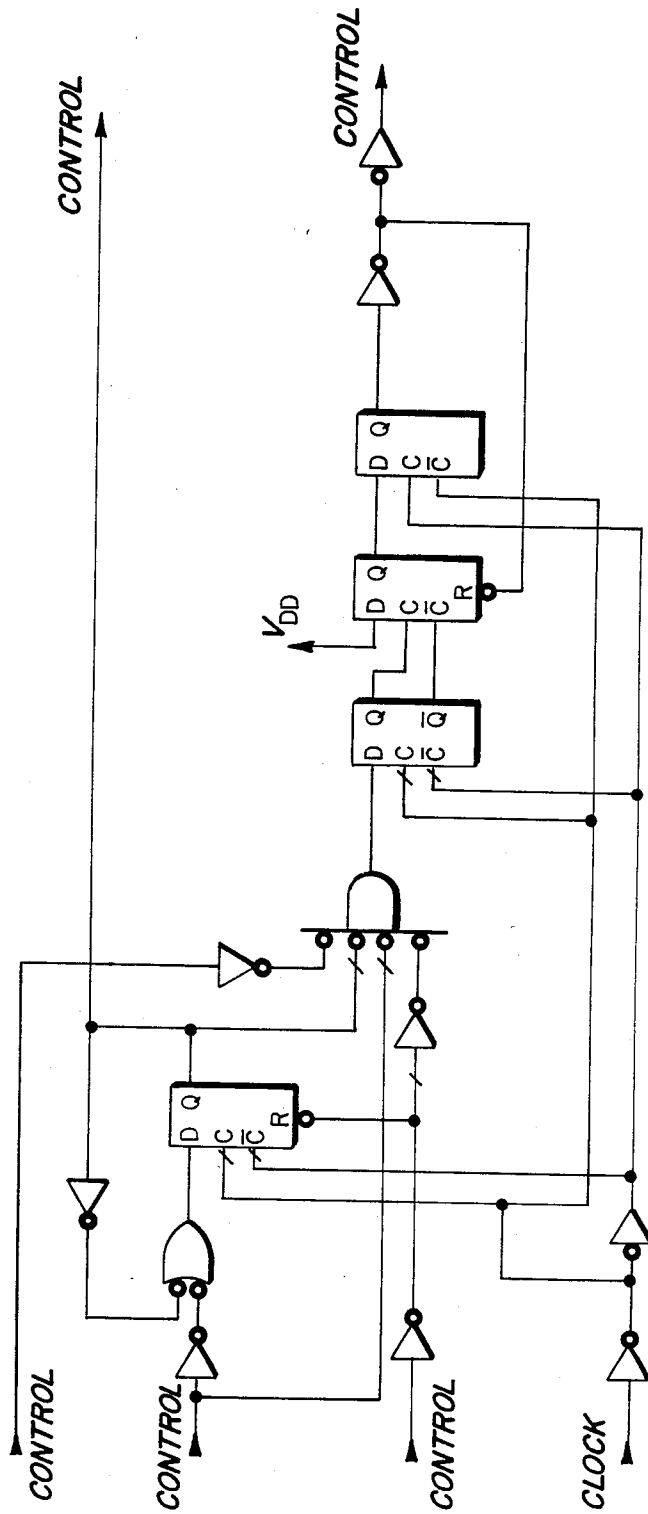 CONTROL
CONTROL
CONTROL
CLOCK
D Q
C
C̅
R
D Q
C
C̅ Q̅
V_DD
D Q
C
C̅
R
D Q
C
C̅
CONTROL
CONTROL